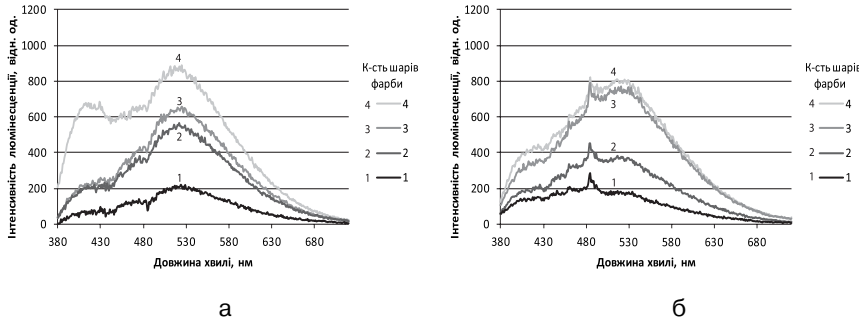 Інтенсивність люмінесценції, відн. од.
1200
1000
800
600
400
200
0
380 430 480 530 580 630 680
Довжина хвилі, нм
4
3
2
1
К-сть шарів
фарби
4 4
3 3
2 2
1 1
а
Інтенсивність люмінесценції, відн. од.
1200
1000
800
600
400
200
0
380 430 480 530 580 630 680
Довжина хвилі, нм
4
3
2
1
К-сть шарів
фарби
4 4
3 3
2 2
1 1
б